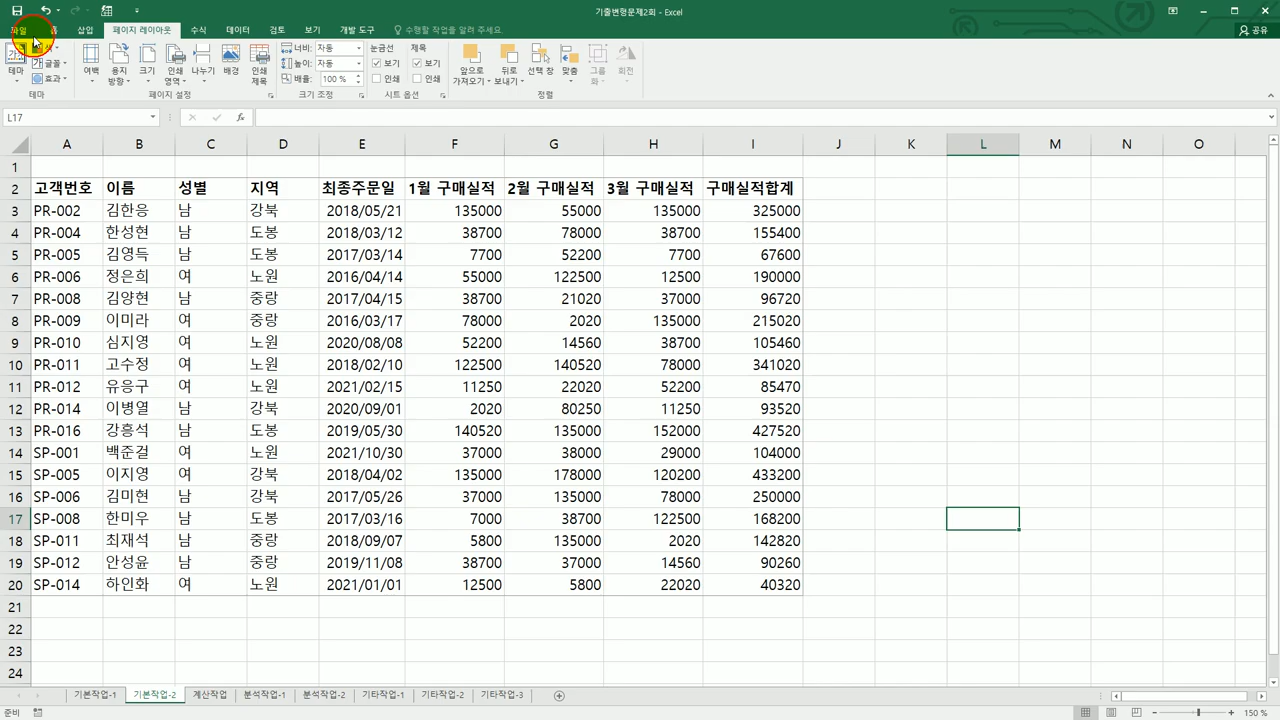 기출변형문제2회 - Excel
파일 홈 삽입 페이지 레이아웃 수식 데이터 검토 보기 개발 도구 수행할 작업을 알려 주세요. 공유
테마 글꼴 효과 여백 용지 방향 크기 인쇄 영역 나누기 배경 인쇄 제목 너비: 자동 높이: 자동 배율: 100 % 눈금선 보기 인쇄 제목 보기 인쇄 앞으로 가져오기 뒤로 보내기 선택 창 맞춤 그룹화 회전
테마 페이지 설정 크기 조정 시트 옵션 정렬
L17 fx
A B C D E F G H I J K L M N O
1
2 고객번호 이름 성별 지역 최종주문일 1월 구매실적 2월 구매실적 3월 구매실적 구매실적합계
3 PR-002 김한응 남 강북 2018/05/21 135000 55000 135000 325000
4 PR-004 한성현 남 도봉 2018/03/12 38700 78000 38700 155400
5 PR-005 김영득 남 도봉 2017/03/14 7700 52200 7700 67600
6 PR-006 정은희 여 노원 2016/04/14 55000 122500 12500 190000
7 PR-008 김양현 남 중랑 2017/04/15 38700 21020 37000 96720
8 PR-009 이미라 여 중랑 2016/03/17 78000 2020 135000 215020
9 PR-010 심지영 여 노원 2020/08/08 52200 14560 38700 105460
10 PR-011 고수정 여 노원 2018/02/10 122500 140520 78000 341020
11 PR-012 유응구 여 노원 2021/02/15 11250 22020 52200 85470
12 PR-014 이병열 남 강북 2020/09/01 2020 80250 11250 93520
13 PR-016 강흥석 남 도봉 2019/05/30 140520 135000 152000 427520
14 SP-001 백준걸 여 노원 2021/10/30 37000 38000 29000 104000
15 SP-005 이지영 여 강북 2018/04/02 135000 178000 120200 433200
16 SP-006 김미현 남 강북 2017/05/26 37000 135000 78000 250000
17 SP-008 한미우 남 도봉 2017/03/16 7000 38700 122500 168200
18 SP-011 최재석 남 중랑 2018/09/07 5800 135000 2020 142820
19 SP-012 안성윤 남 중랑 2019/11/08 38700 37000 14560 90260
20 SP-014 하인화 여 노원 2021/01/01 12500 5800 22020 40320
21
22
23
24
기본작업-1 기본작업-2 계산작업 분석작업-1 분석작업-2 기타작업-1 기타작업-2 기타작업-3
준비 150 %